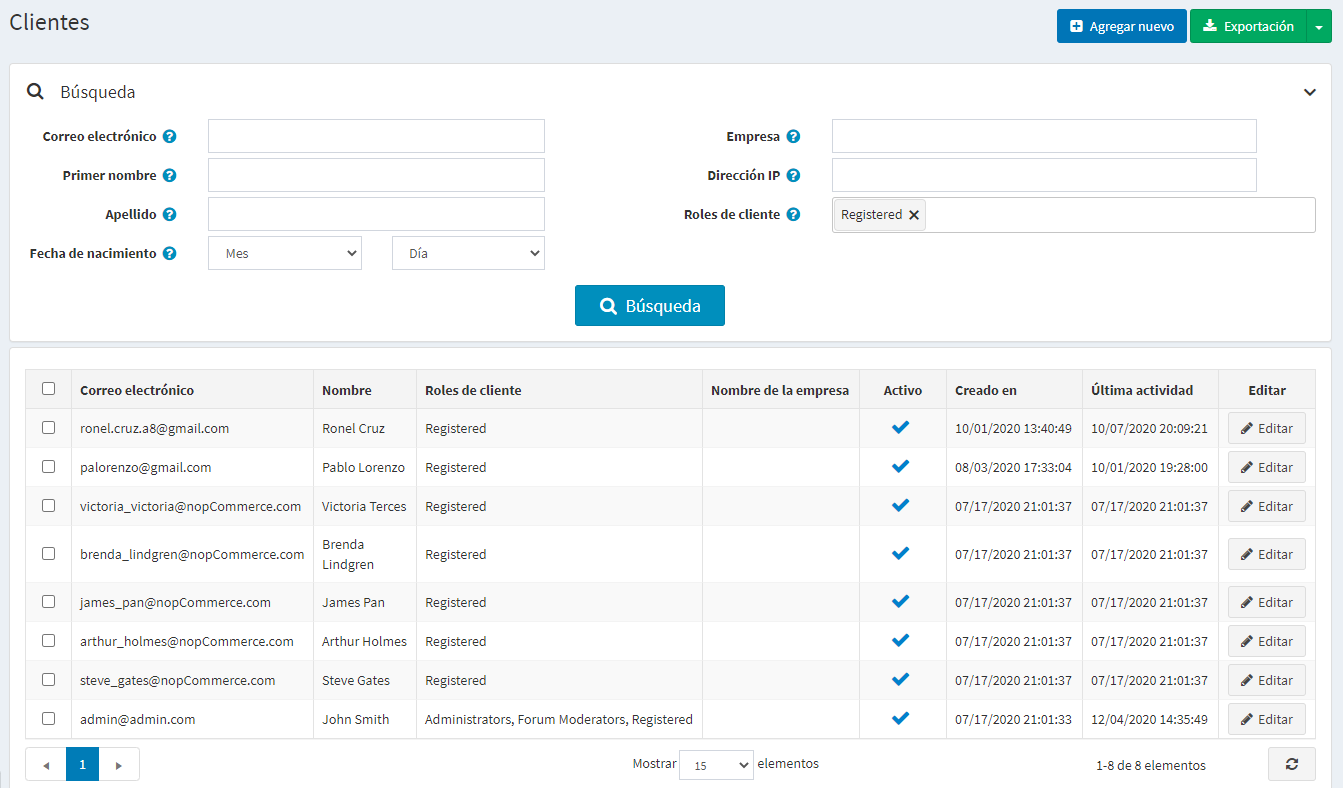 Clientes
Agregar nuevo
Exportación
Búsqueda
Correo electrónico
Empresa
Primer nombre
Dirección IP
Apellido
Roles de cliente
Registered
Fecha de nacimiento
Mes
Día
Búsqueda
Correo electrónico Nombre Roles de cliente Nombre de la empresa Activo Creado en Última actividad Editar
ronel.cruz.a8@gmail.com Ronel Cruz Registered 10/01/2020 13:40:49 10/07/2020 20:09:21 Editar
palorenzo@gmail.com Pablo Lorenzo Registered 08/03/2020 17:33:04 10/01/2020 19:28:00 Editar
victoria_victoria@nopCommerce.com Victoria Terces Registered 07/17/2020 21:01:37 07/17/2020 21:01:37 Editar
brenda_lindgren@nopCommerce.com Brenda
Lindgren Registered 07/17/2020 21:01:37 07/17/2020 21:01:37 Editar
james_pan@nopCommerce.com James Pan Registered 07/17/2020 21:01:37 07/17/2020 21:01:37 Editar
arthur_holmes@nopCommerce.com Arthur Holmes Registered 07/17/2020 21:01:37 07/17/2020 21:01:37 Editar
steve_gates@nopCommerce.com Steve Gates Registered 07/17/2020 21:01:37 07/17/2020 21:01:37 Editar
admin@admin.com John Smith Administrators, Forum Moderators, Registered 07/17/2020 21:01:33 12/04/2020 14:35:49 Editar
1 Mostrar 15 elementos 1-8 de 8 elementos